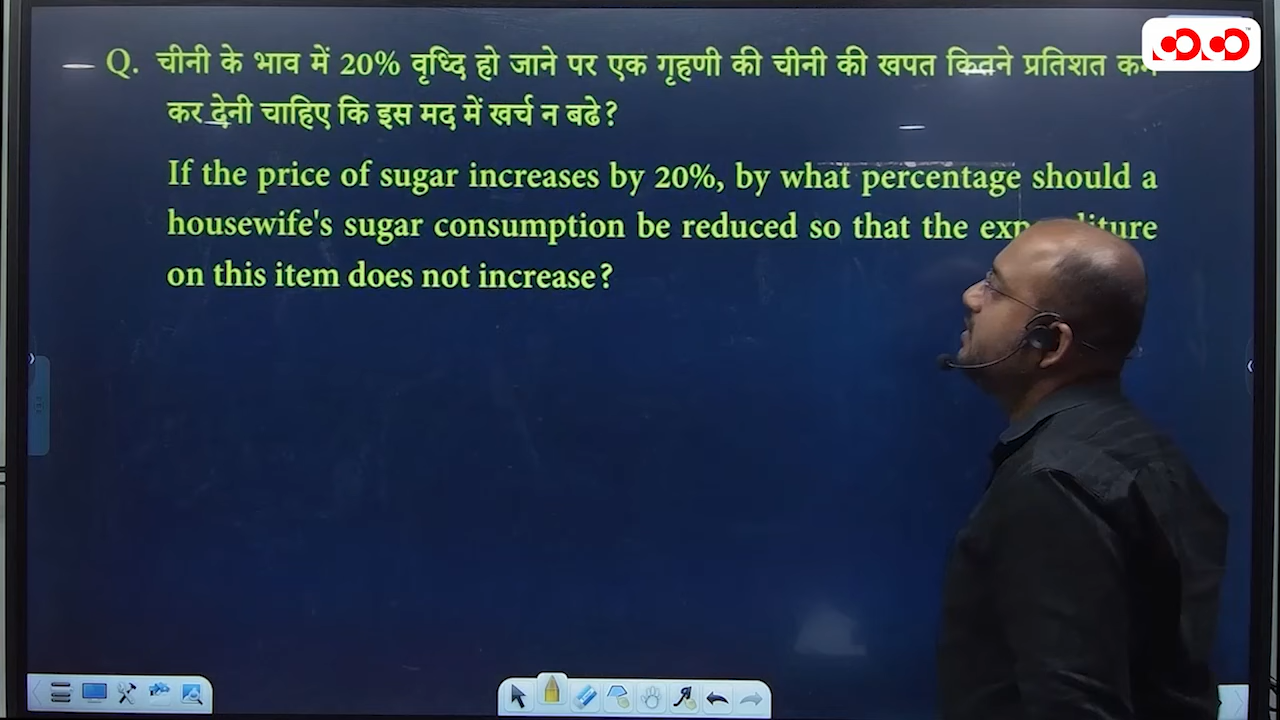 Q. चीनी के भाव में 20% वृध्दि हो जाने पर एक गृहणी की चीनी की खपत कितने प्रतिशत कम
कर देनी चाहिए कि इस मद में खर्च न बढे?
If the price of sugar increases by 20%, by what percentage should a
housewife's sugar consumption be reduced so that the expenditure
on this item does not increase?